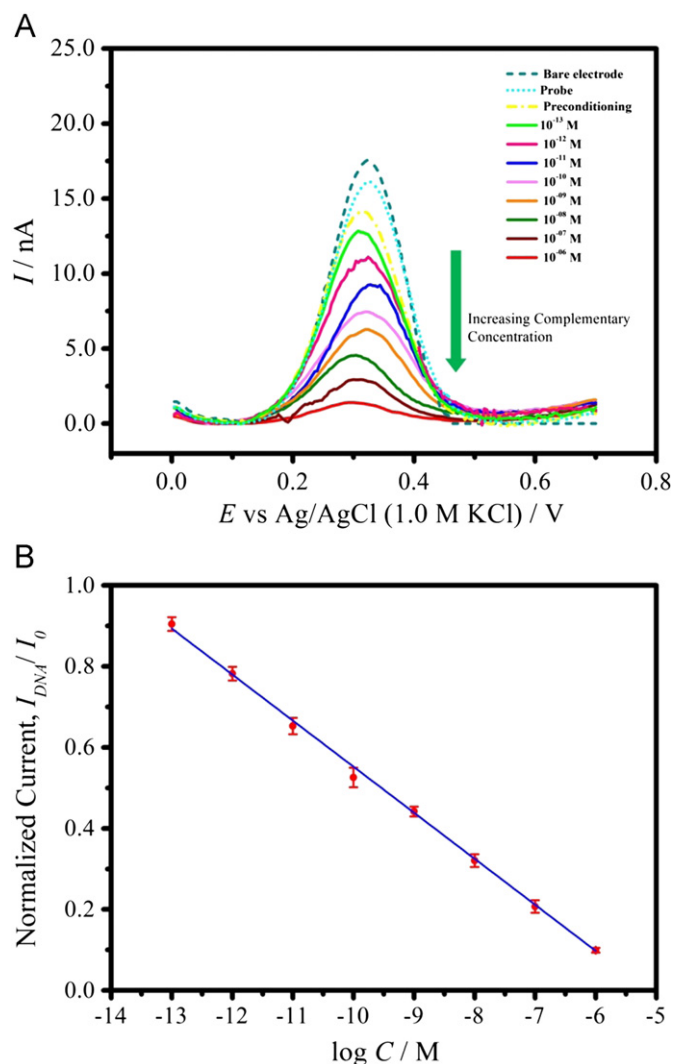 A
25.0
20.0
15.0
10.0
5.0
0.0
I / nA
Bare electrode
Probe
Preconditioning
10⁻¹³ M
10⁻¹² M
10⁻¹¹ M
10⁻¹⁰ M
10⁻⁰⁹ M
10⁻⁰⁸ M
10⁻⁰⁷ M
10⁻⁰⁶ M
Increasing Complementary
Concentration
0.0 0.2 0.4 0.6 0.8
E vs Ag/AgCl (1.0 M KCl) / V
B
1.0
0.8
0.6
0.4
0.2
0.0
Normalized Current, I_DNA / I_0
-14 -13 -12 -11 -10 -9 -8 -7 -6 -5
log C / M